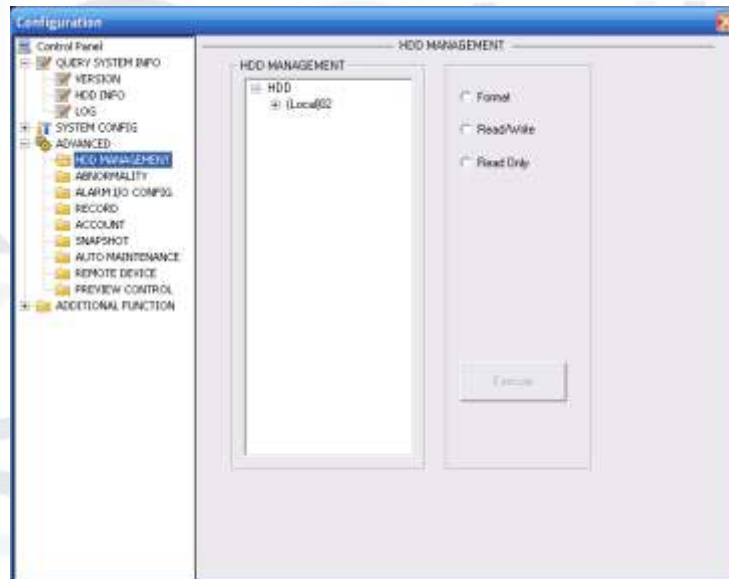 Configuration
Control Panel
QUERY SYSTEM INFO
VERSION
HDD INFO
LOG
SYSTEM CONFIG
ADVANCED
HDD MANAGEMENT
ABNORMALITY
ALARM I/O CONFIG
RECORD
ACCOUNT
SNAPSHOT
AUTO MAINTENANCE
REMOTE DEVICE
PREVIEW CONTROL
ADDITIONAL FUNCTION
HDD MANAGEMENT
HDD MANAGEMENT
HDD
(Local)02
Format
Read/Write
Read Only
Execute